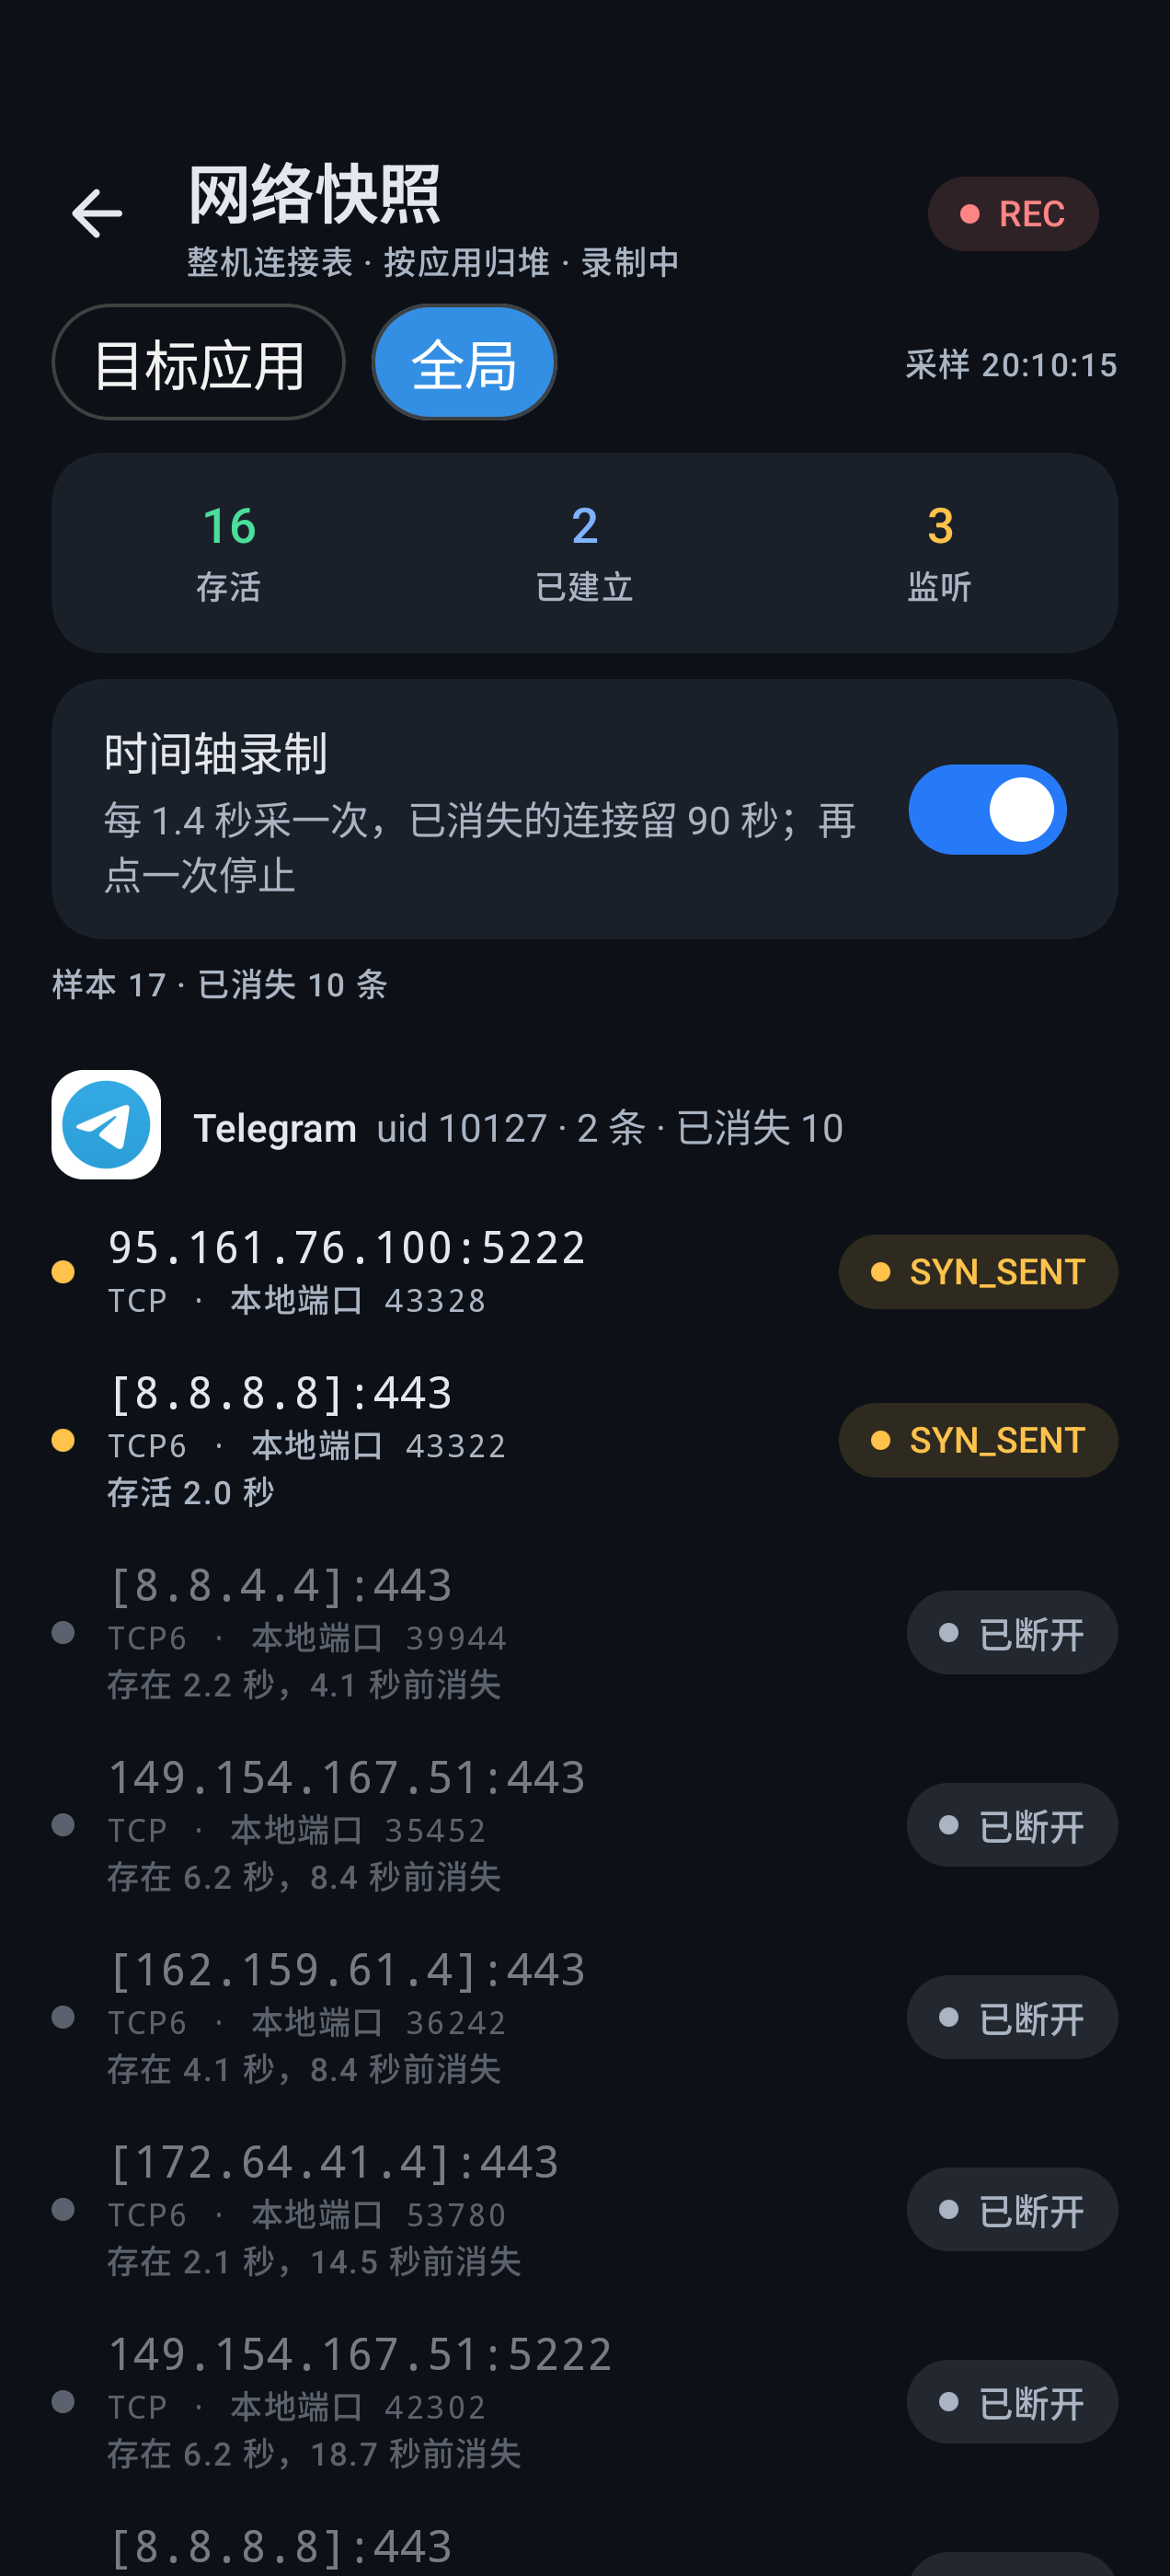 网络快照
REC
整机连接表 · 按应用归堆 · 录制中
目标应用
全局
采样 20:10:15
16
2
3
存活
已建立
监听
时间轴录制
每 1.4 秒采一次，已消失的连接留 90 秒；再
点一次停止
样本 17 · 已消失 10 条
Telegram uid 10127 · 2 条 · 已消失 10
95.161.76.100:5222
TCP · 本地端口 43328
SYN_SENT
[8.8.8.8]:443
TCP6 · 本地端口 43322
存活 2.0 秒
SYN_SENT
[8.8.4.4]:443
TCP6 · 本地端口 39944
存在 2.2 秒，4.1 秒前消失
已断开
149.154.167.51:443
TCP · 本地端口 35452
存在 6.2 秒，8.4 秒前消失
已断开
[162.159.61.4]:443
TCP6 · 本地端口 36242
存在 4.1 秒，8.4 秒前消失
已断开
[172.64.41.4]:443
TCP6 · 本地端口 53780
存在 2.1 秒，14.5 秒前消失
已断开
149.154.167.51:5222
TCP · 本地端口 42302
存在 6.2 秒，18.7 秒前消失
已断开
[8.8.8.8]:443